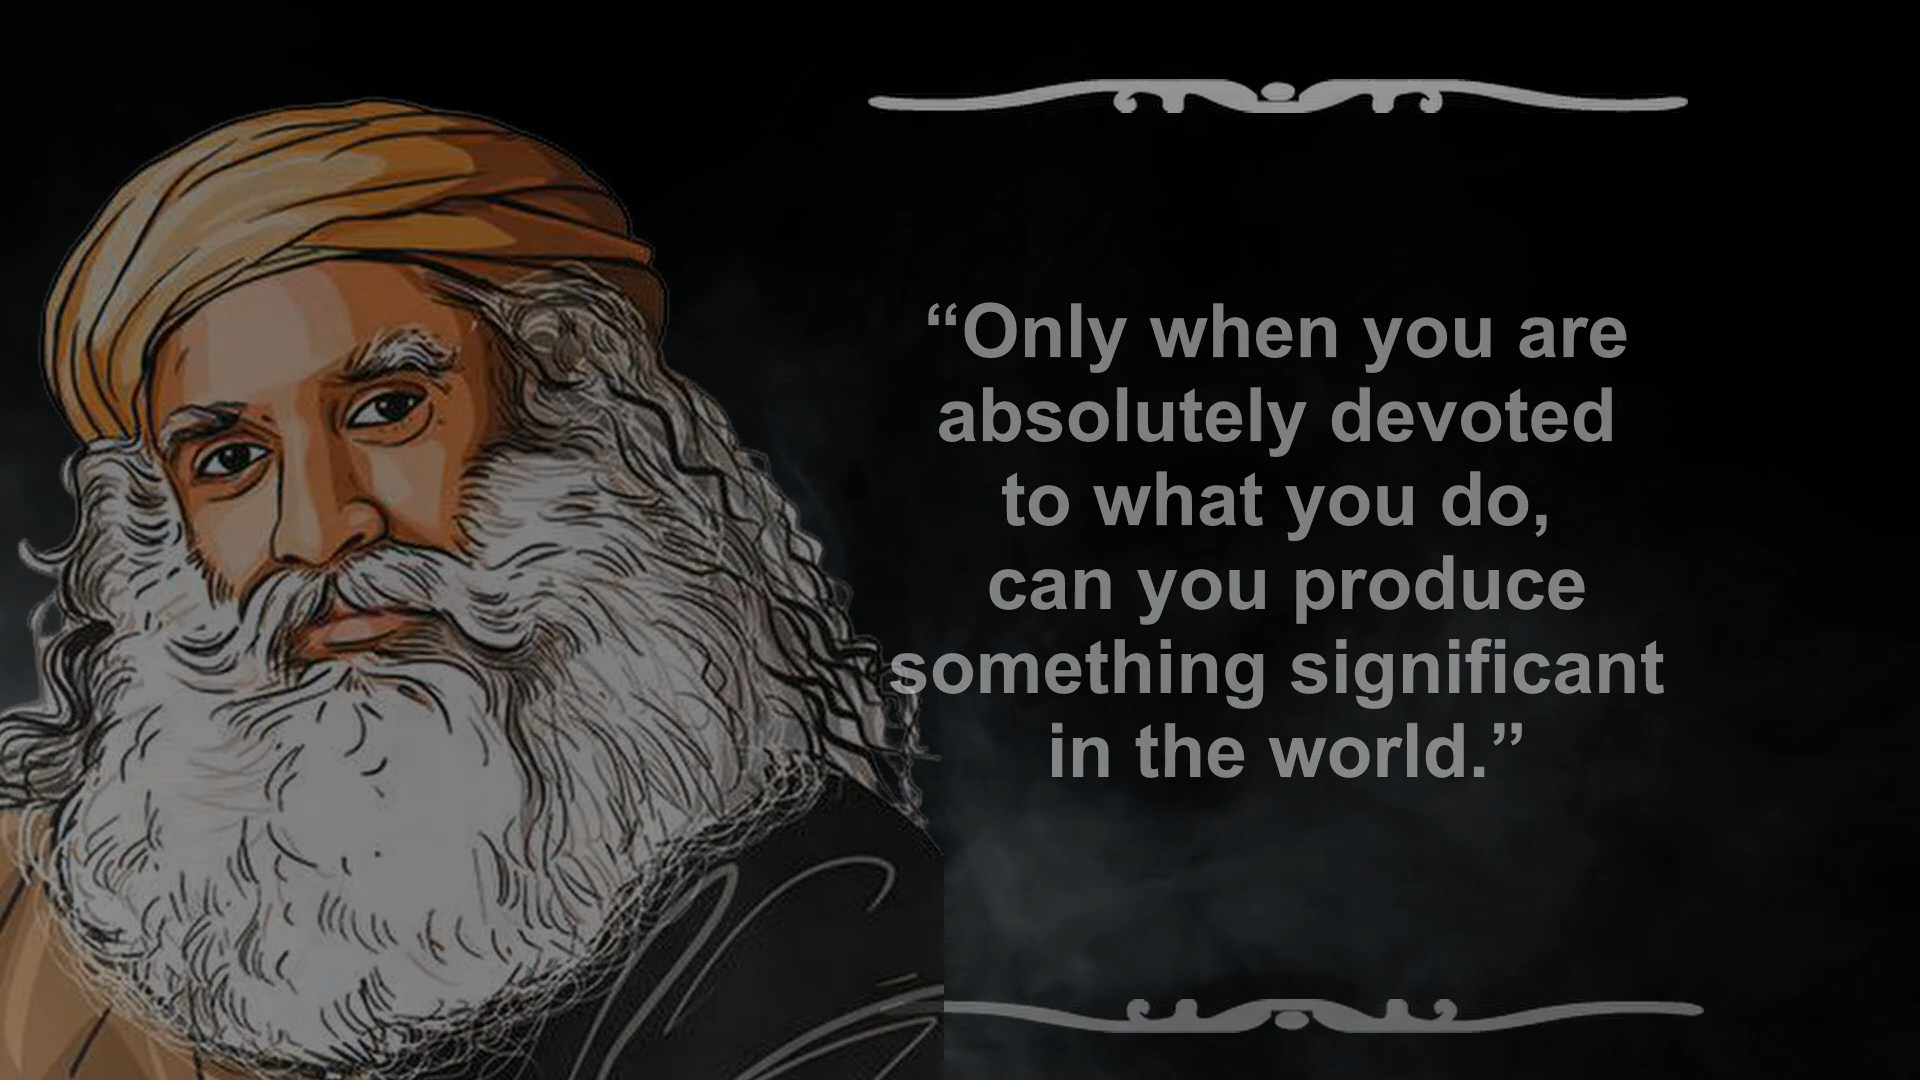 “Only when you are
absolutely devoted
to what you do,
can you produce
something significant
in the world.”